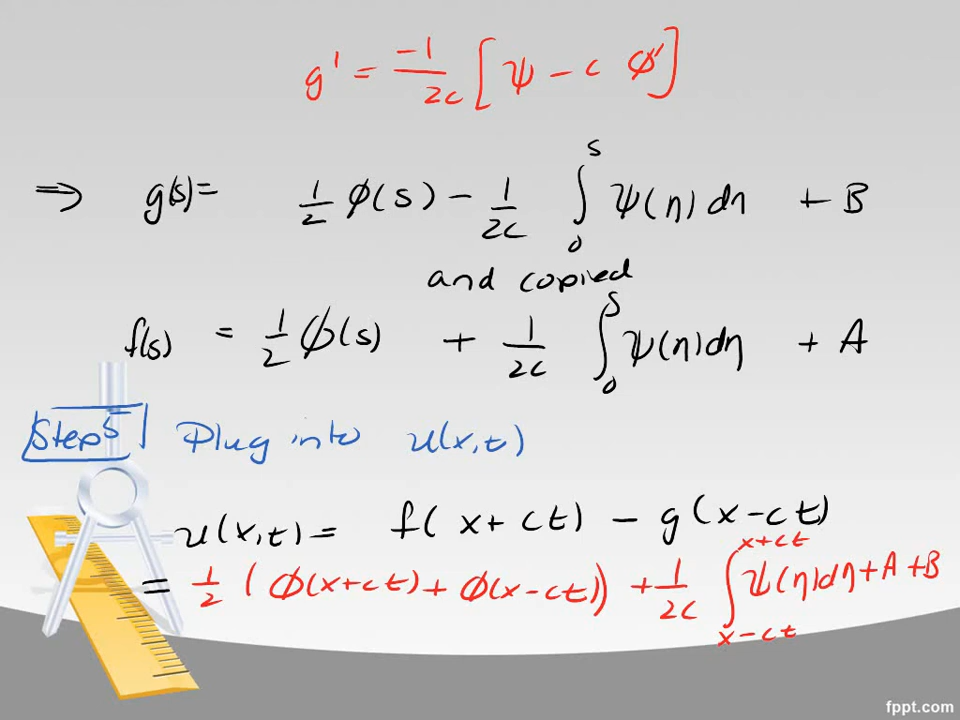 g' = -1/2c [ψ - c ϕ']
⇒ g(s) = 1/2 ϕ(s) - 1/2c ∫₀ˢ ψ(η) dη + B
and copied
f(s) = 1/2 ϕ(s) + 1/2c ∫₀ˢ ψ(η) dη + A
Step 5 Plug into u(x,t)
u(x,t) = f(x+ct) - g(x-ct)
= 1/2 (ϕ(x+ct) + ϕ(x-ct)) + 1/2c ∫_{x-ct}^{x+ct} ψ(η) dη + A + B
fppt.com